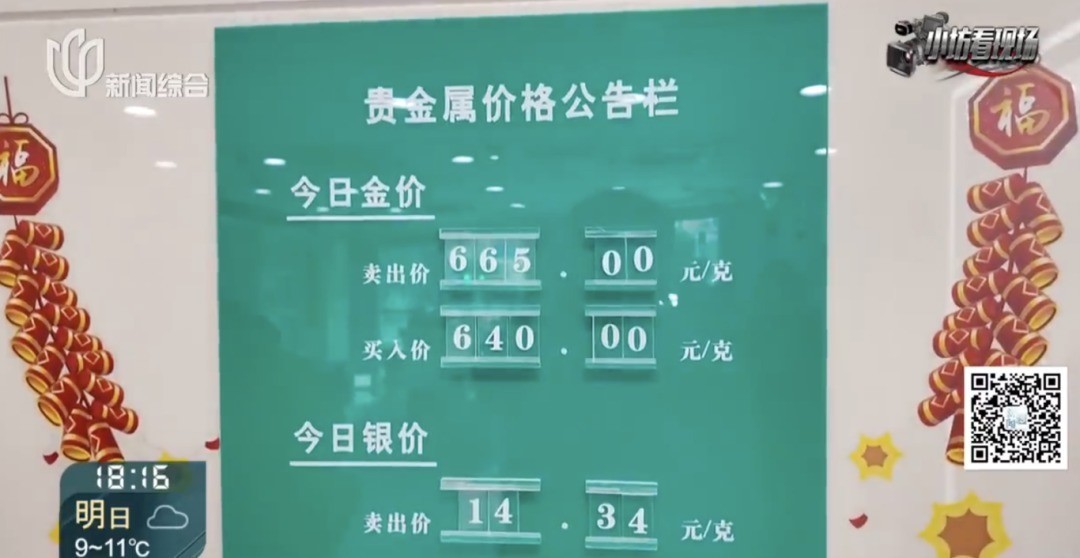 新闻综合
小坊看现场
福
福
贵金属价格公告栏
今日金价
卖出价 665.00 元/克
买入价 640.00 元/克
今日银价
卖出价 14.34 元/克
18:16
明日
9~11℃